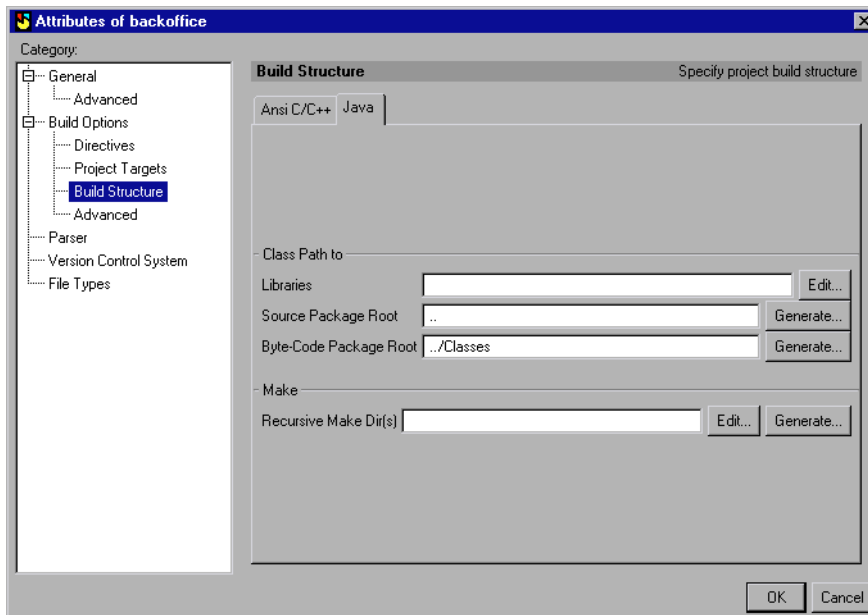 Attributes of backoffice
Category:
General
Advanced
Build Options
Directives
Project Targets
Build Structure
Advanced
Parser
Version Control System
File Types
Build Structure Specify project build structure
Ansi C/C++ Java
Class Path to
Libraries Edit...
Source Package Root .. Generate...
Byte-Code Package Root ../Classes Generate...
Make
Recursive Make Dir(s) Edit... Generate...
OK Cancel